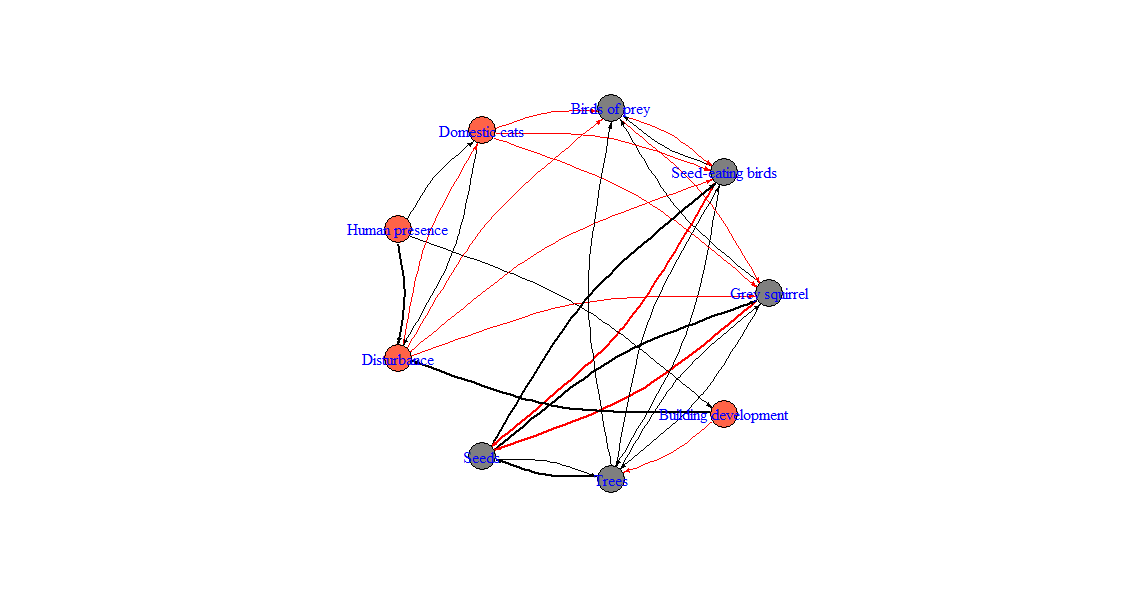 Birds of prey
Domestic cats
Seed-eating birds
Human presence
Grey squirrel
Disturbance
Building development
Seeds
Trees